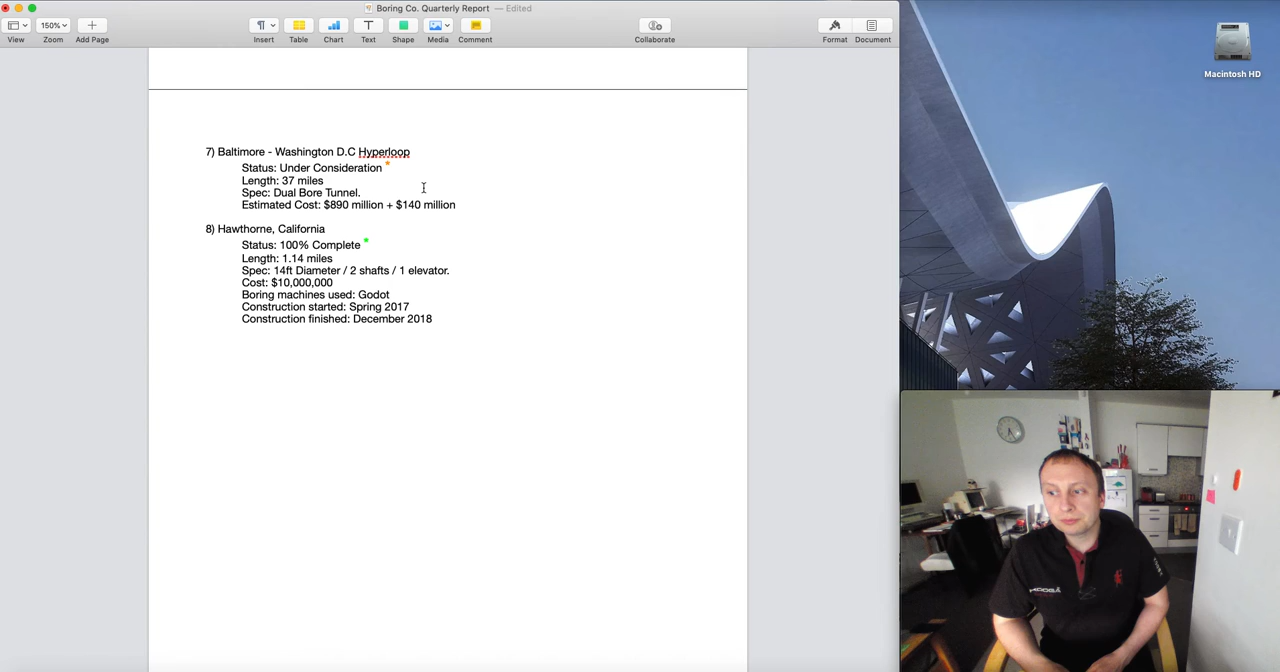 Boring Co. Quarterly Report — Edited
150%
View
Zoom
Add Page
Insert
Table
Chart
Text
Shape
Media
Comment
Collaborate
Format
Document
Macintosh HD
7) Baltimore - Washington D.C Hyperloop
Status: Under Consideration *
Length: 37 miles
Spec: Dual Bore Tunnel.
Estimated Cost: $890 million + $140 million
8) Hawthorne, California
Status: 100% Complete *
Length: 1.14 miles
Spec: 14ft Diameter / 2 shafts / 1 elevator.
Cost: $10,000,000
Boring machines used: Godot
Construction started: Spring 2017
Construction finished: December 2018